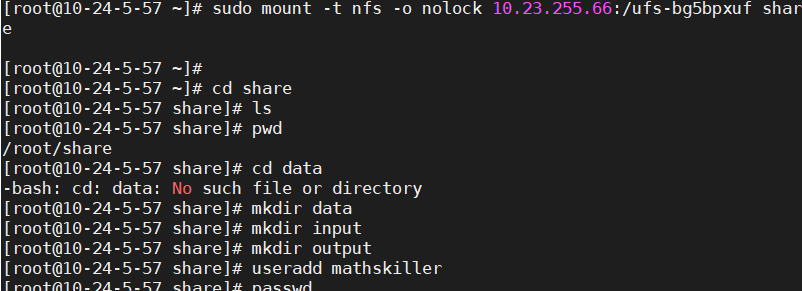 [root@10-24-5-57 ~]# sudo mount -t nfs -o nolock 10.23.255.66:/ufs-bg5bpxuf shar
e
[root@10-24-5-57 ~]#
[root@10-24-5-57 ~]# cd share
[root@10-24-5-57 share]# ls
[root@10-24-5-57 share]# pwd
/root/share
[root@10-24-5-57 share]# cd data
-bash: cd: data: No such file or directory
[root@10-24-5-57 share]# mkdir data
[root@10-24-5-57 share]# mkdir input
[root@10-24-5-57 share]# mkdir output
[root@10-24-5-57 share]# useradd mathskiller
[root@10-24-5-57 share]# passwd